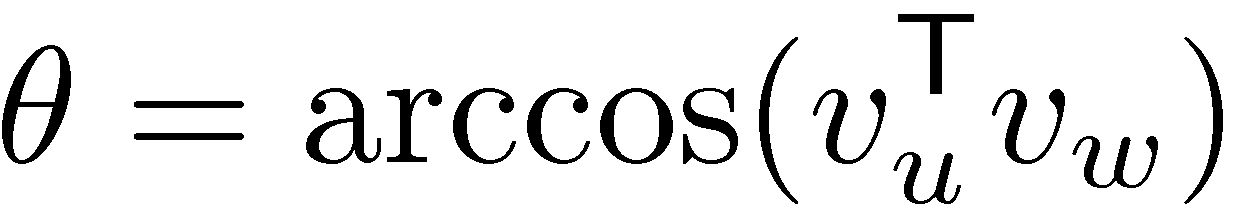 θ = arccos(v_u^⊤ v_w)